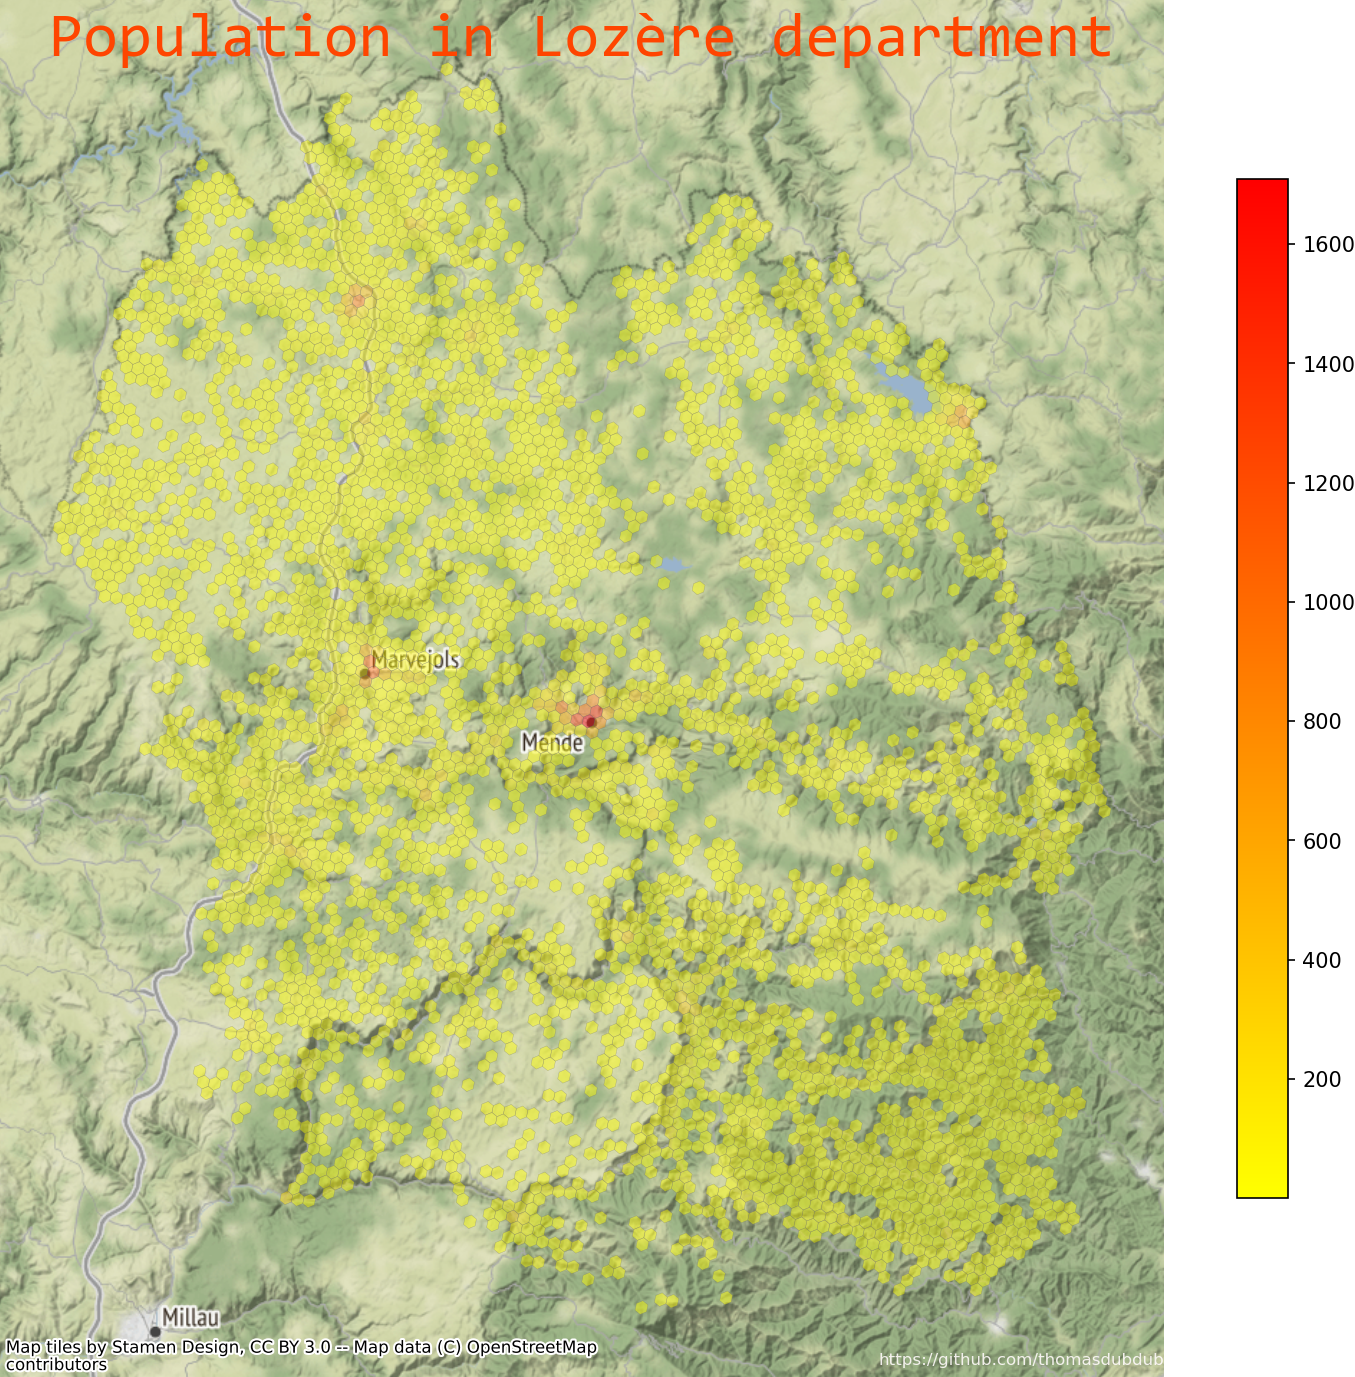 Population in Lozère department
1600
1400
1200
1000
800
600
400
200
Marvejols
Mende
Millau
Map tiles by Stamen Design, CC BY 3.0 -- Map data (C) OpenStreetMap
contributors
https://github.com/thomasdubdub